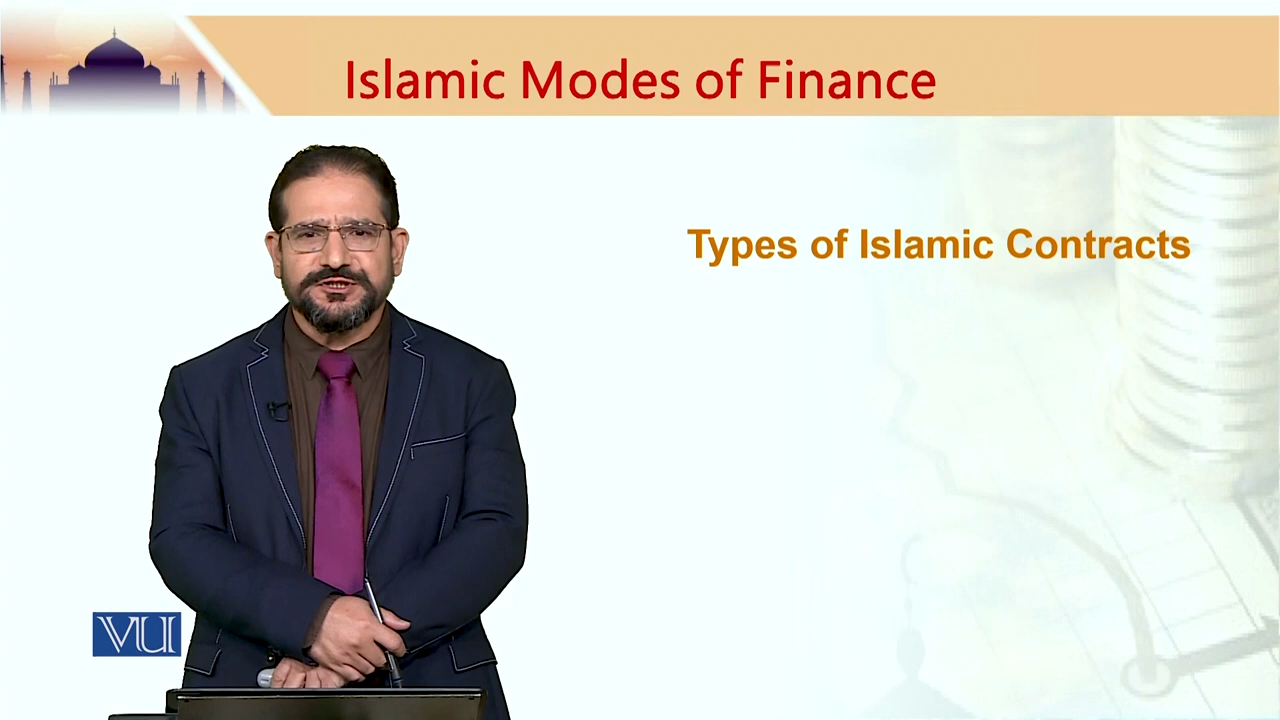 Islamic Modes of Finance
Types of Islamic Contracts
VU